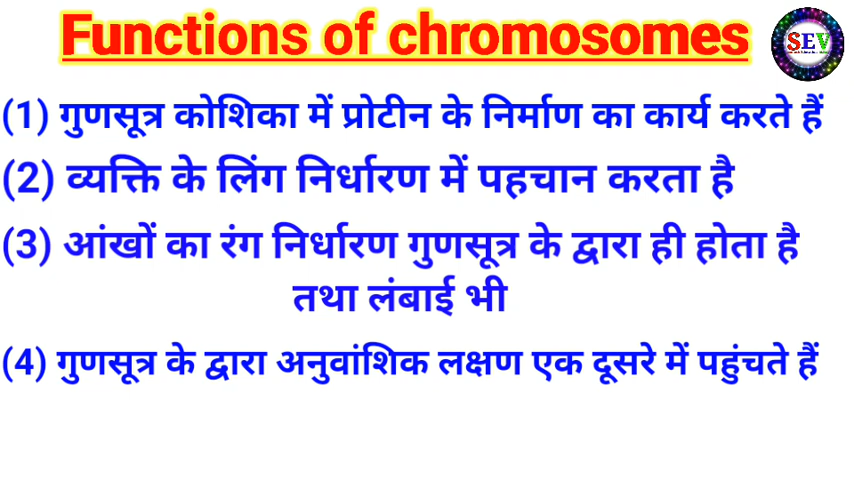 Functions of chromosomes
SEV
(1) गुणसूत्र कोशिका में प्रोटीन के निर्माण का कार्य करते हैं
(2) व्यक्ति के लिंग निर्धारण में पहचान करता है
(3) आंखों का रंग निर्धारण गुणसूत्र के द्वारा ही होता है
तथा लंबाई भी
(4) गुणसूत्र के द्वारा अनुवांशिक लक्षण एक दूसरे में पहुंचते हैं